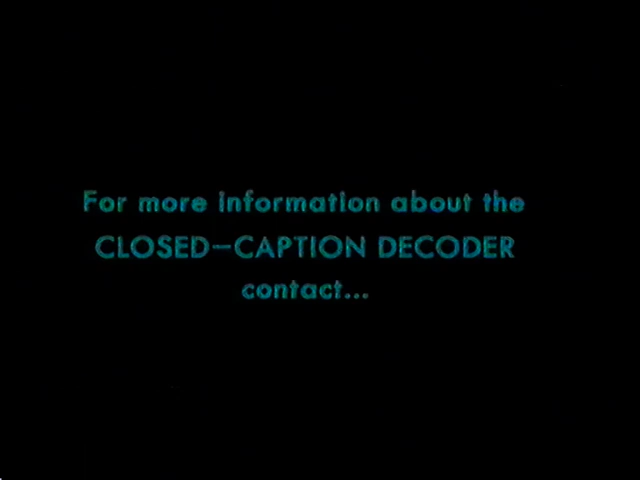 For more information about the
CLOSED—CAPTION DECODER
contact...